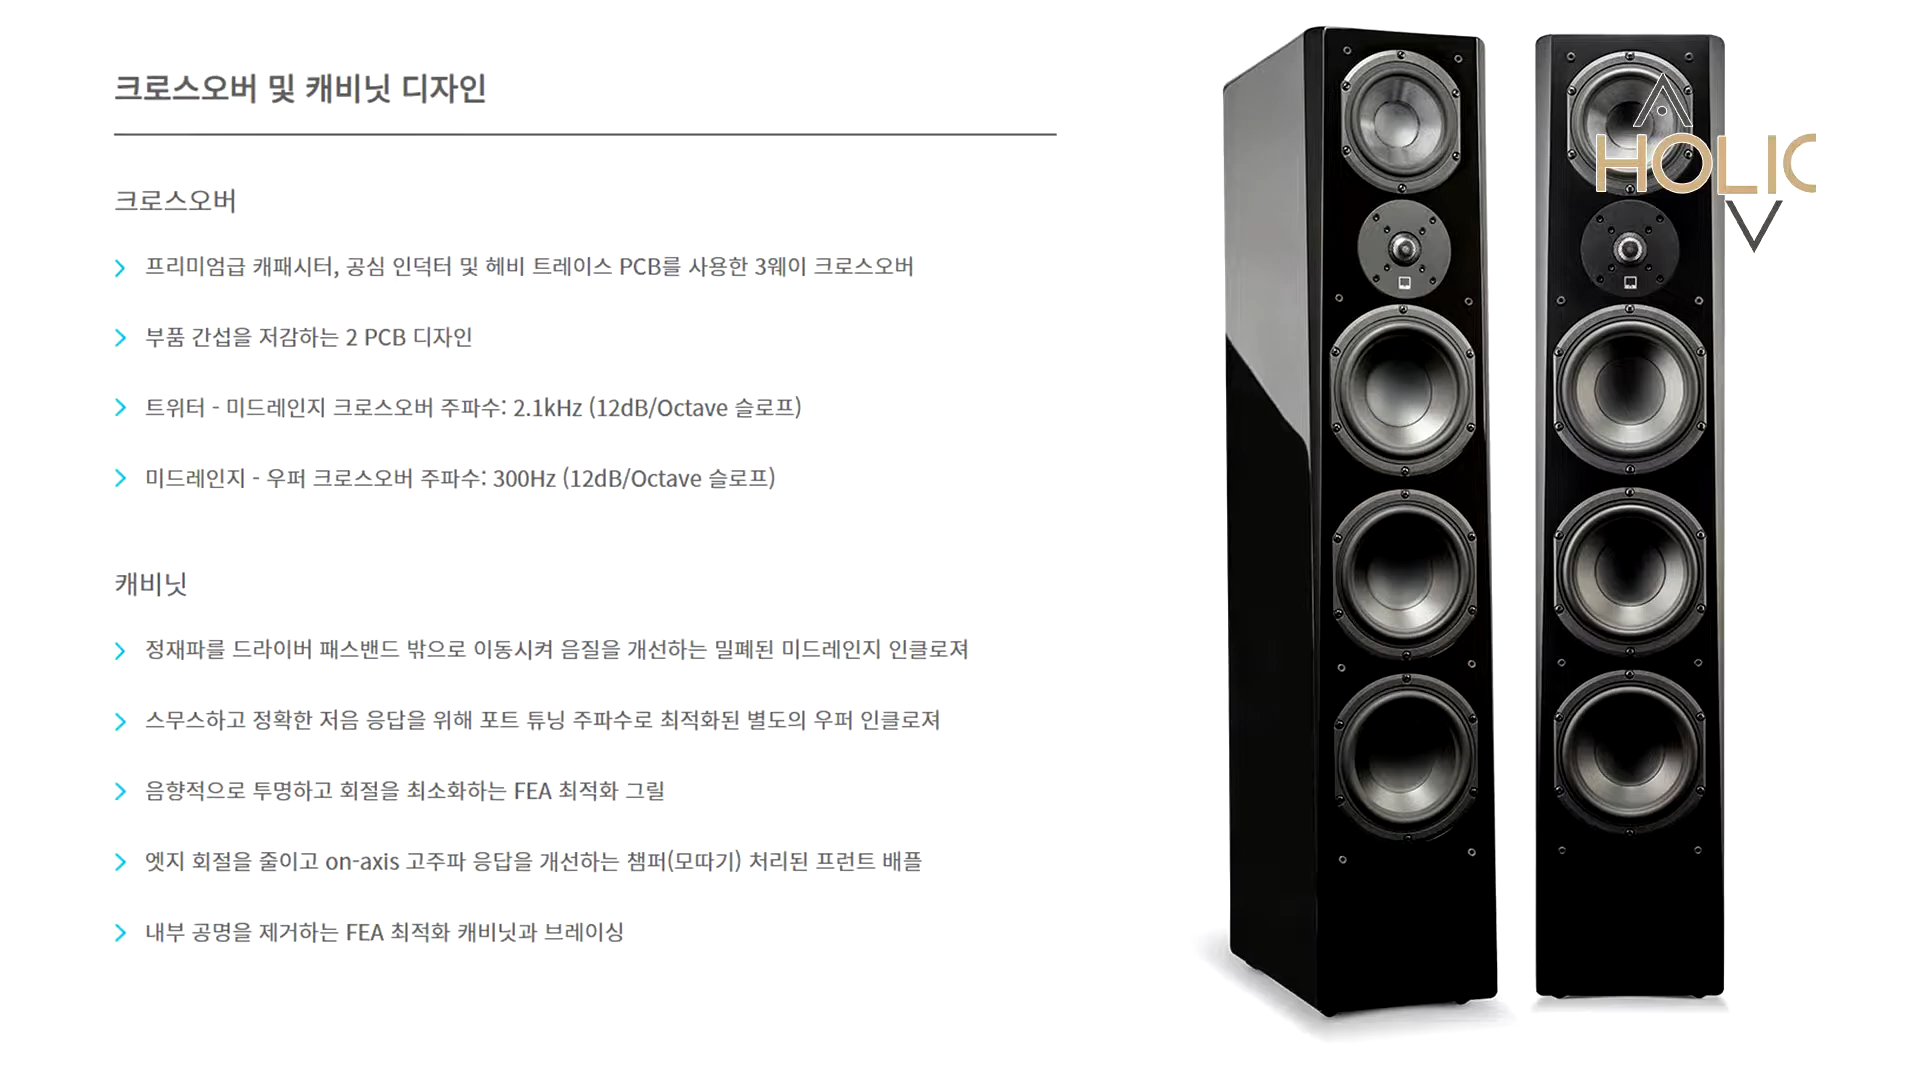 크로스오버 및 캐비닛 디자인
크로스오버
프리미엄급 캐패시터, 공심 인덕터 및 헤비 트레이스 PCB를 사용한 3웨이 크로스오버
부품 간섭을 저감하는 2 PCB 디자인
트위터 - 미드레인지 크로스오버 주파수: 2.1kHz (12dB/Octave 슬로프)
미드레인지 - 우퍼 크로스오버 주파수: 300Hz (12dB/Octave 슬로프)
캐비닛
정재파를 드라이버 패스밴드 밖으로 이동시켜 음질을 개선하는 밀폐된 미드레인지 인클로져
스무스하고 정확한 저음 응답을 위해 포트 튜닝 주파수로 최적화된 별도의 우퍼 인클로져
음향적으로 투명하고 회절을 최소화하는 FEA 최적화 그릴
엣지 회절을 줄이고 on-axis 고주파 응답을 개선하는 챔퍼(모따기) 처리된 프런트 배플
내부 공명을 제거하는 FEA 최적화 캐비닛과 브레이싱
A
HOLIC
V